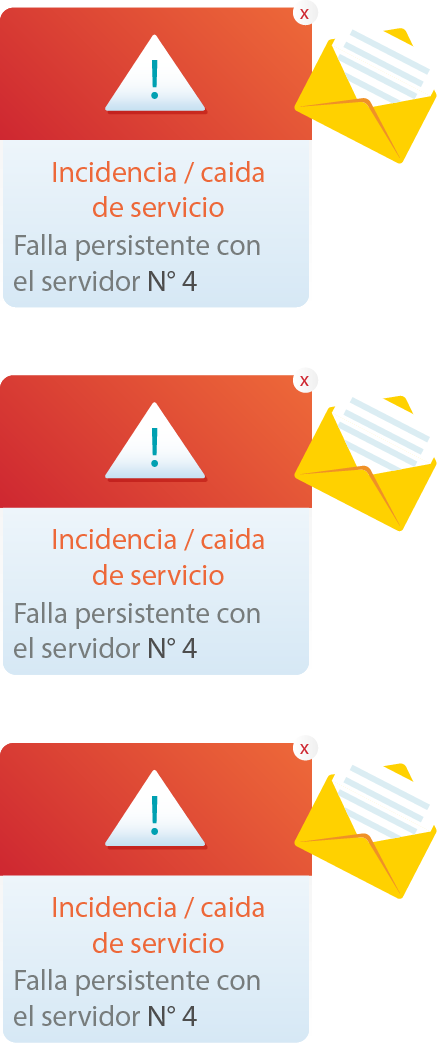 x
!
Incidencia / caida
de servicio
Falla persistente con
el servidor N° 4
x
!
Incidencia / caida
de servicio
Falla persistente con
el servidor N° 4
x
!
Incidencia / caida
de servicio
Falla persistente con
el servidor N° 4